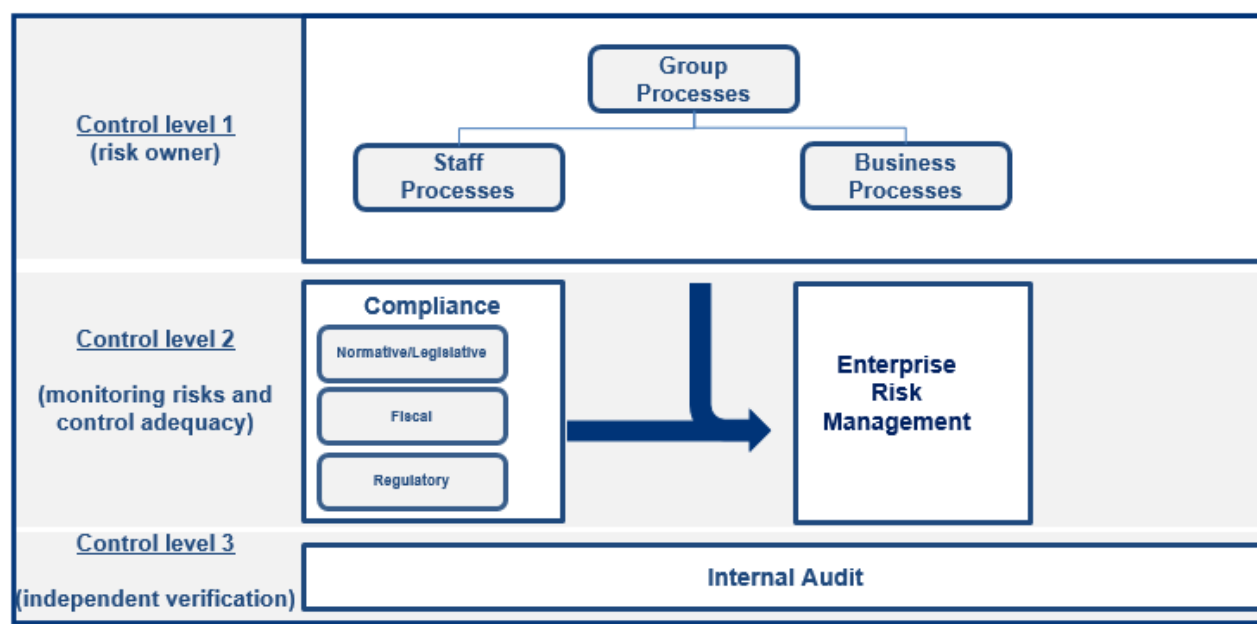 Control level 1
(risk owner)
Group
Processes
Staff
Processes
Business
Processes
Control level 2
(monitoring risks and
control adequacy)
Compliance
Normative/Legislative
Fiscal
Regulatory
Enterprise
Risk
Management
Control level 3
(independent verification)
Internal Audit